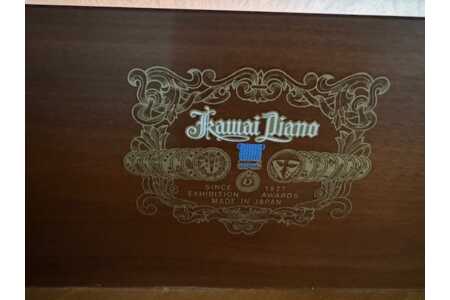 Kawai Piano
SINCE 1927
EXHIBITION AWARDS
MADE IN JAPAN